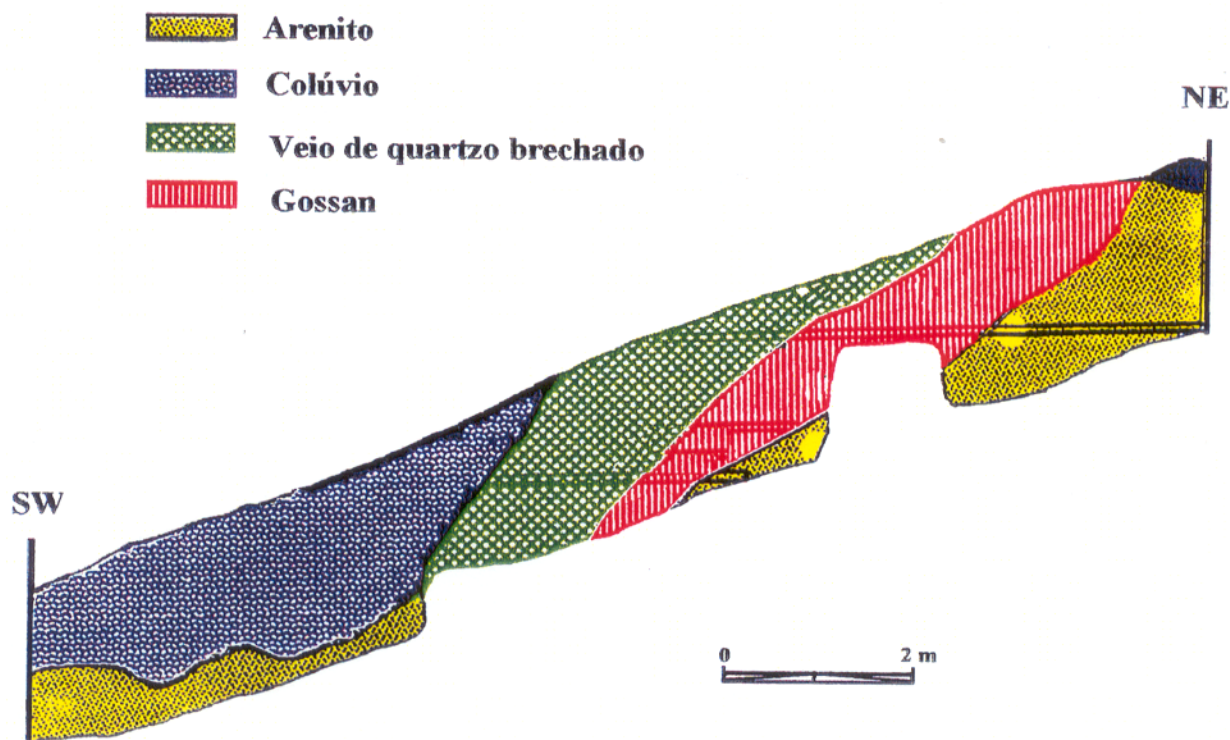 Arenito
Colúvio
Veio de quartzo brechado
Gossan
NE
SW
0 2 m